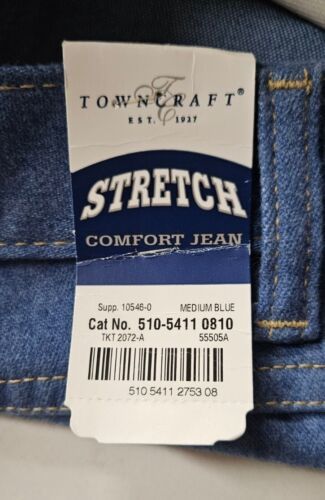 TOWNCRAFT®
EST. 1927
STRETCH
COMFORT JEAN
Supp. 10546-0 MEDIUM BLUE
Cat No. 510-5411 0810
TKT 2072-A 55505A
510 5411 2753 08